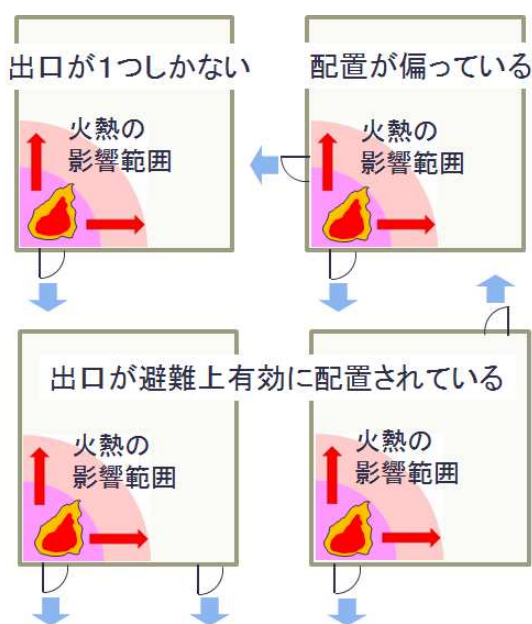 出口が1つしかない
火熱の
影響範囲
配置が偏っている
火熱の
影響範囲
出口が避難上有効に配置されている
火熱の
影響範囲
火熱の
影響範囲